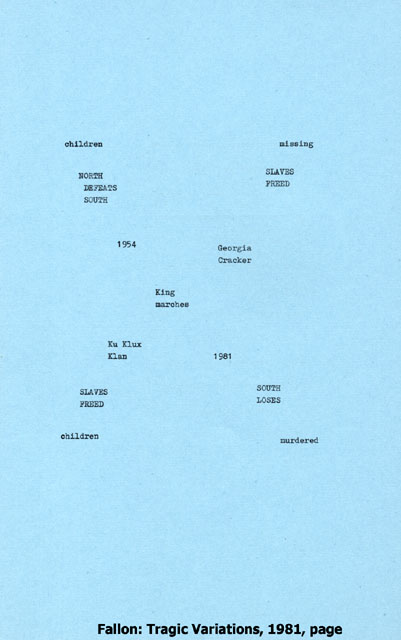 children missing
NORTH SLAVES
DEFEATS FREED
SOUTH
1954 Georgia
Cracker
King
marches
Ku Klux
Klan 1981
SLAVES SOUTH
FREED LOSES
children murdered
Fallon: Tragic Variations, 1981, page